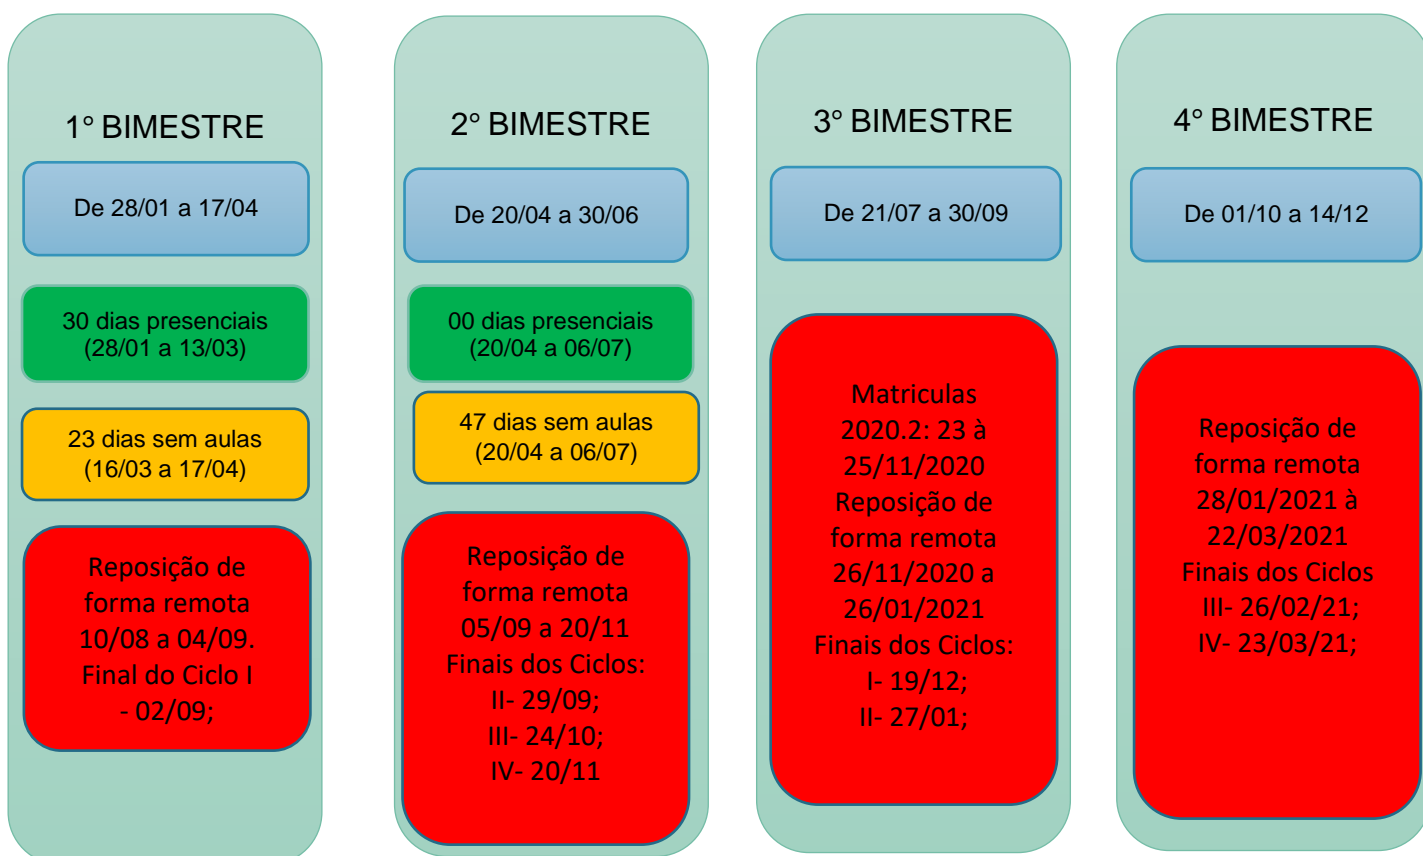 1° BIMESTRE
De 28/01 a 17/04
30 dias presenciais
(28/01 a 13/03)
23 dias sem aulas
(16/03 a 17/04)
Reposição de
forma remota
10/08 a 04/09.
Final do Ciclo I
- 02/09;
2° BIMESTRE
De 20/04 a 30/06
00 dias presenciais
(20/04 a 06/07)
47 dias sem aulas
(20/04 a 06/07)
Reposição de
forma remota
05/09 a 20/11
Finais dos Ciclos:
II- 29/09;
III- 24/10;
IV- 20/11
3° BIMESTRE
De 21/07 a 30/09
Matriculas
2020.2: 23 à
25/11/2020
Reposição de
forma remota
26/11/2020 a
26/01/2021
Finais dos Ciclos:
I- 19/12;
II- 27/01;
4° BIMESTRE
De 01/10 a 14/12
Reposição de
forma remota
28/01/2021 à
22/03/2021
Finais dos Ciclos
III- 26/02/21;
IV- 23/03/21;